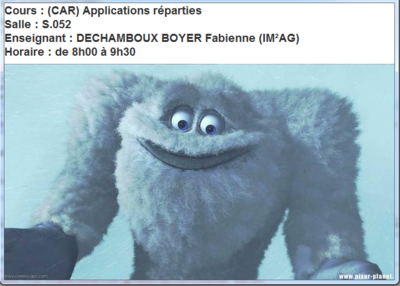 Cours : (CAR) Applications réparties
Salle : S.052
Enseignant : DECHAMBOUX BOYER Fabienne (IM²AG)
Horaire : de 8h00 à 9h30
www.pixar-planet.